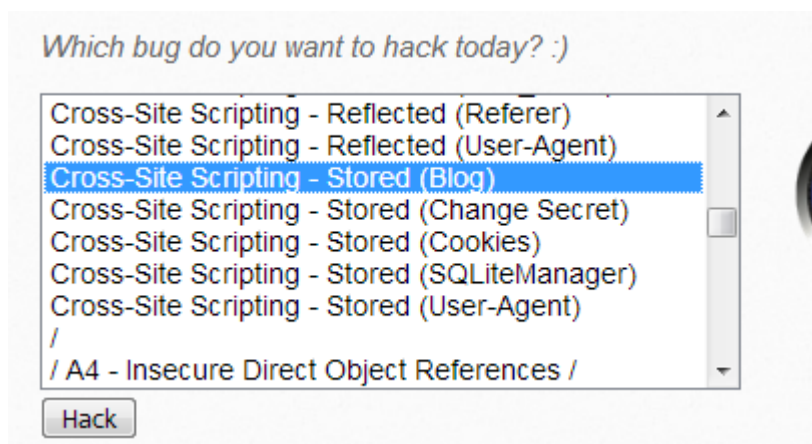 Which bug do you want to hack today? :)
Cross-Site Scripting - Reflected (Referer)
Cross-Site Scripting - Reflected (User-Agent)
Cross-Site Scripting - Stored (Blog)
Cross-Site Scripting - Stored (Change Secret)
Cross-Site Scripting - Stored (Cookies)
Cross-Site Scripting - Stored (SQLiteManager)
Cross-Site Scripting - Stored (User-Agent)
/
/ A4 - Insecure Direct Object References /
Hack